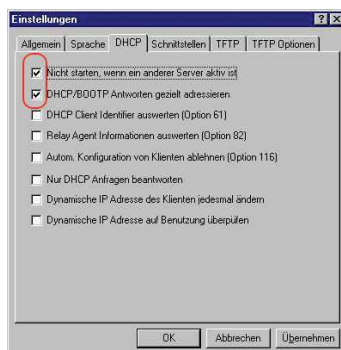 Einstellungen
Allgemein Sprache DHCP Schnittstellen TFTP TFTP Optionen
Nicht starten, wenn ein anderer Server aktiv ist
DHCP/BOOTP Antworten gezielt adressieren
DHCP Client Identifier auswerten (Option 61)
Relay Agent Informationen auswerten (Option 82)
Autom. Konfiguration von Klienten ablehnen (Option 116)
Nur DHCP Anfragen beantworten
Dynamische IP Adresse des Klienten jedesmal ändern
Dynamische IP Adresse auf Benutzung überpüfen
OK Abbrechen Übernehmen